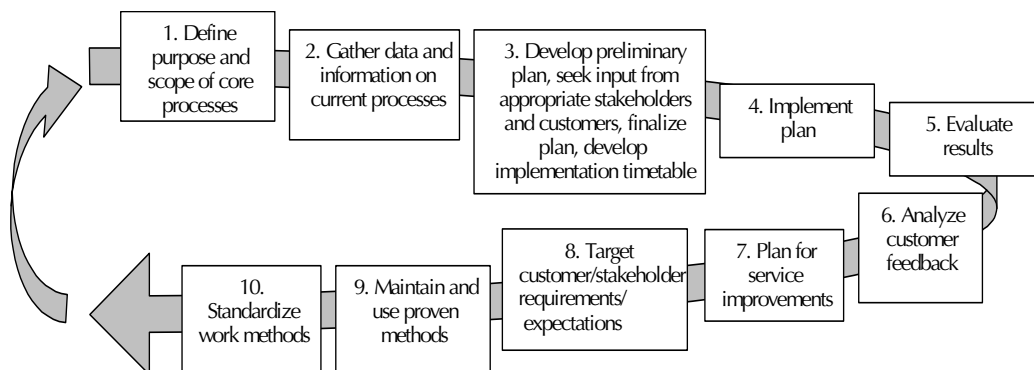 1. Define
purpose and
scope of core
processes
2. Gather data and
information on
current processes
3. Develop preliminary
plan, seek input from
appropriate stakeholders
and customers, finalize
plan, develop
implementation timetable
4. Implement
plan
5. Evaluate
results
6. Analyze
customer
feedback
7. Plan for
service
improvements
8. Target
customer/stakeholder
requirements/
expectations
9. Maintain and
use proven
methods
10.
Standardize
work methods